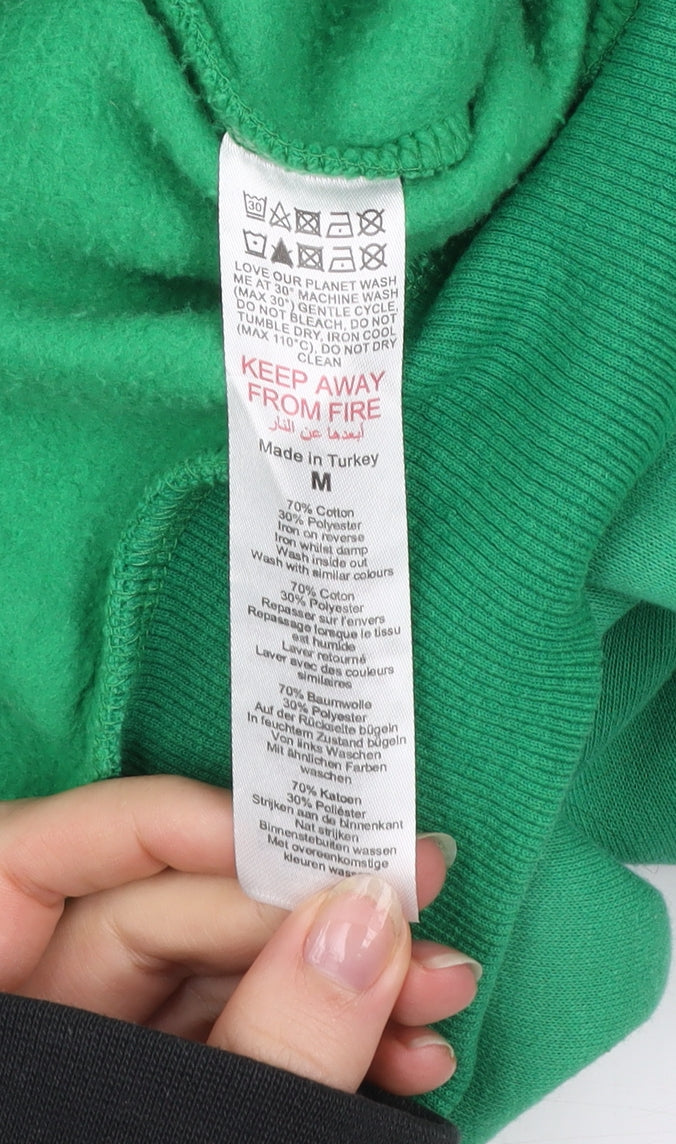 30
LOVE OUR PLANET WASH
ME AT 30° MACHINE WASH
(MAX 30°) GENTLE CYCLE,
DO NOT BLEACH, DO NOT
TUMBLE DRY, IRON COOL
(MAX 110°C), DO NOT DRY
CLEAN
KEEP AWAY
FROM FIRE
أبعدها عن النار
Made in Turkey
M
70% Cotton
30% Polyester
Iron on reverse
Iron whilst damp
Wash inside out
Wash with similar colours
70% Coton
30% Polyester
Repasser sur l'envers
Repassage lorsque le tissu
est humide
Laver retourné
Laver avec des couleurs
similaires
70% Baumwolle
30% Polyester
Auf der Rückseite bügeln
In feuchtem Zustand bügeln
Von links Waschen
Mit ähnlichen Farben
waschen
70% Katoen
30% Poliéster
Strijken aan de binnenkant
Nat strijken
Binnenstebuiten wassen
Met overeenkomstige
kleuren